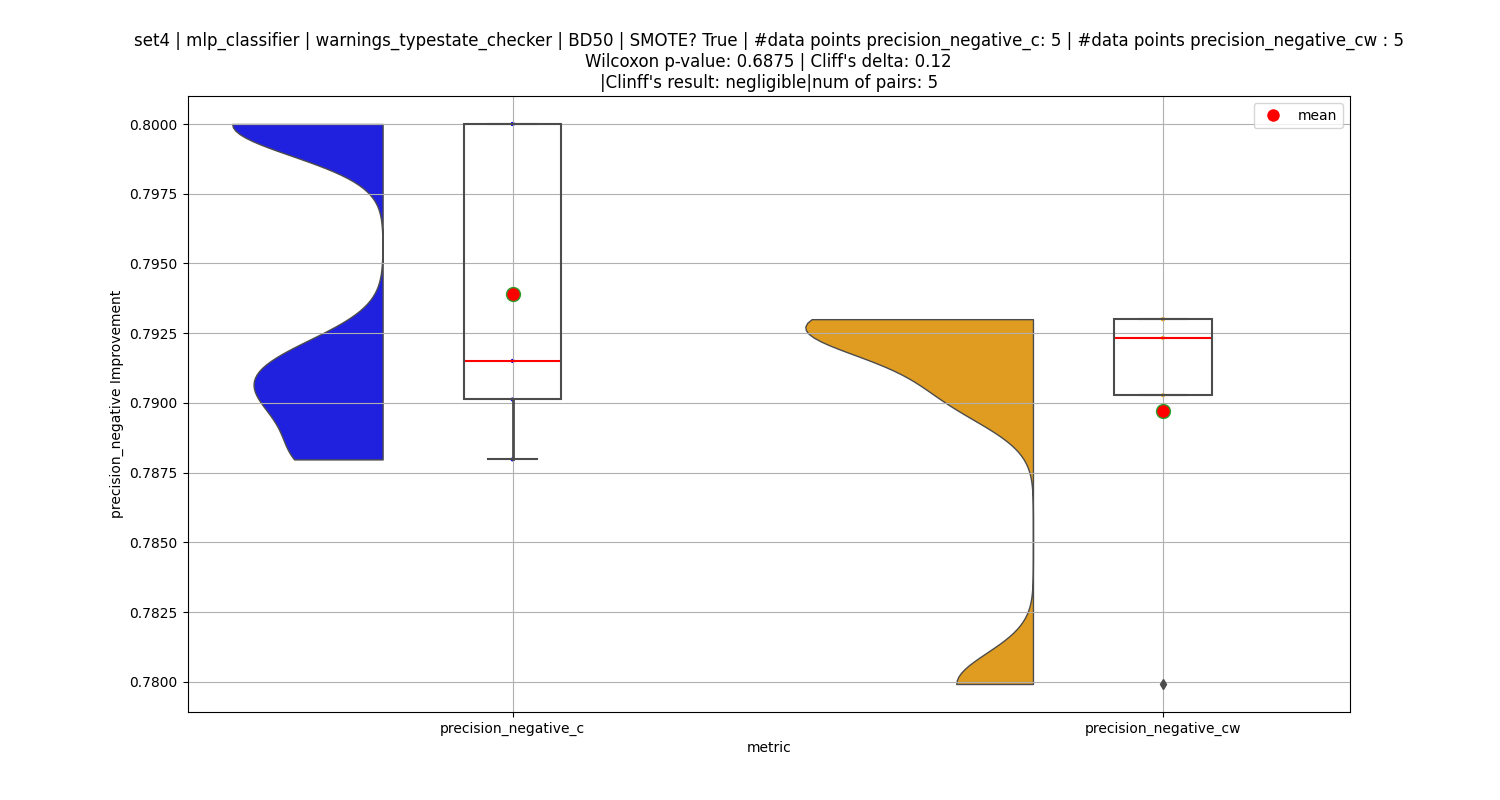 set4 | mlp_classifier | warnings_typestate_checker | BD50 | SMOTE? True | #data points precision_negative_c: 5 | #data points precision_negative_cw : 5
Wilcoxon p-value: 0.6875 | Cliff's delta: 0.12
|Clinff's result: negligible|num of pairs: 5
mean
0.8000
0.7975
0.7950
0.7925
0.7900
0.7875
0.7850
0.7825
0.7800
precision_negative Improvement
precision_negative_c
precision_negative_cw
metric